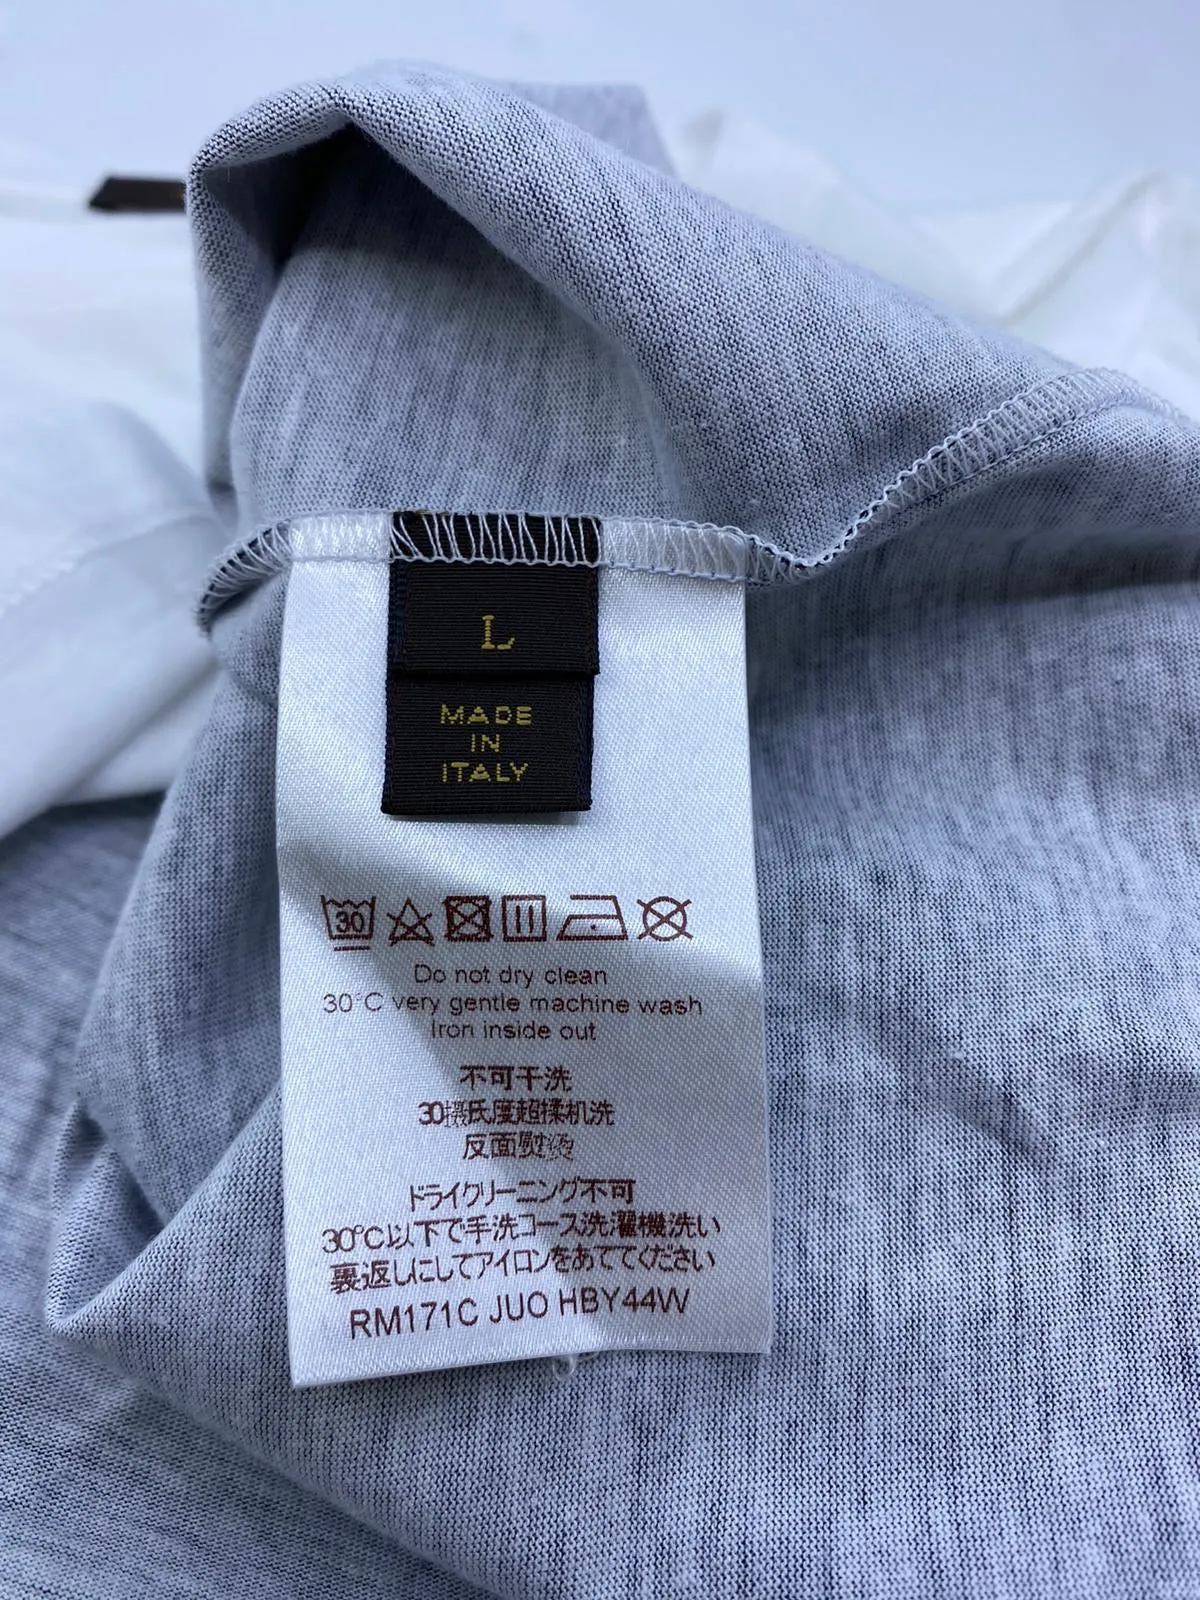 L
MADE
IN
ITALY
30
Do not dry clean
30°C very gentle machine wash
Iron inside out
不可干洗
30摄氏度超揉机洗
反面熨烫
ドライクリーニング不可
30°C以下で手洗コース洗濯機洗い
裏返しにしてアイロンをあててください
RM171C JUO HBY44W